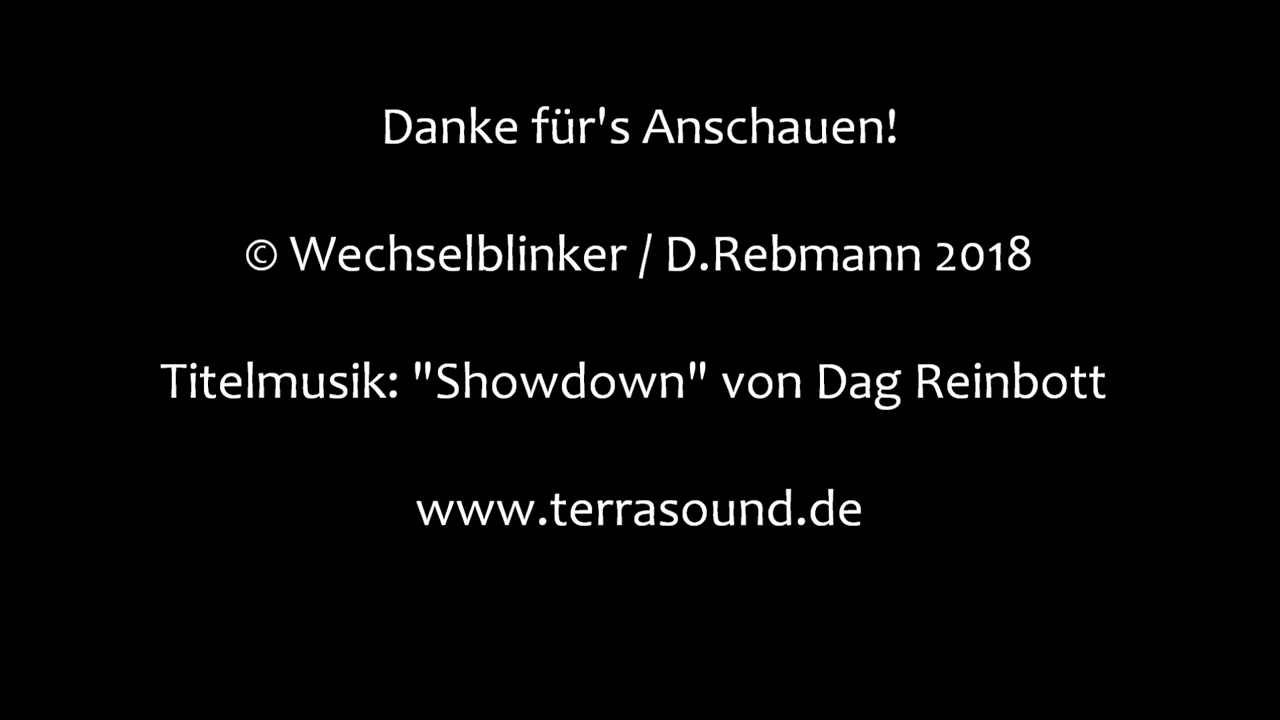 Danke für's Anschauen!
© Wechselblinker / D.Rebmann 2018
Titelmusik: "Showdown" von Dag Reinbott
www.terrasound.de